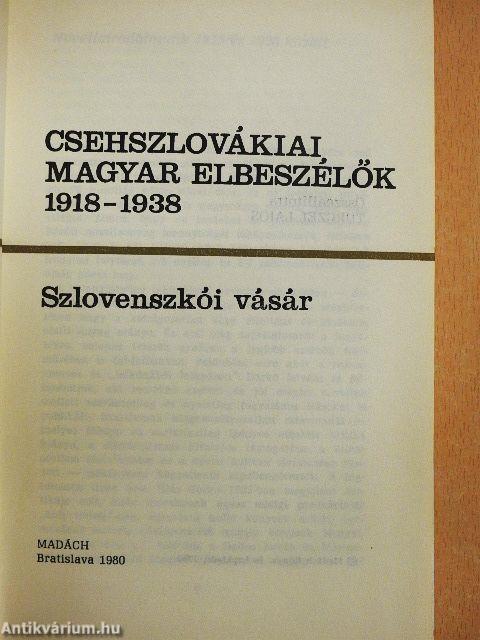 CSEHSZLOVÁKIAI
MAGYAR ELBESZÉLŐK
1918–1938
Szlovenszkói vásár
MADÁCH
Bratislava 1980
Antikvárium.hu